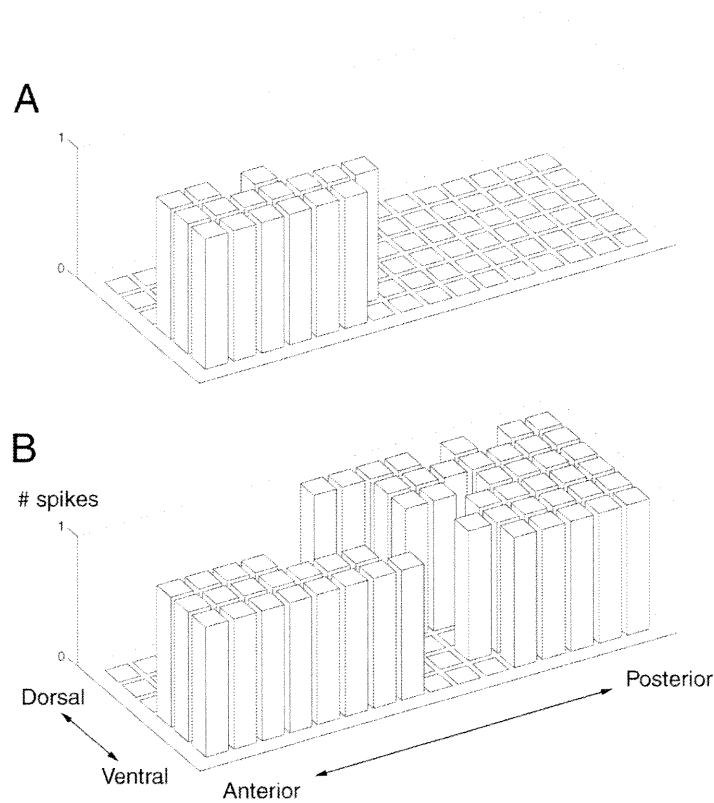 A
1
0
B
# spikes
1
0
Dorsal
Ventral
Anterior
Posterior